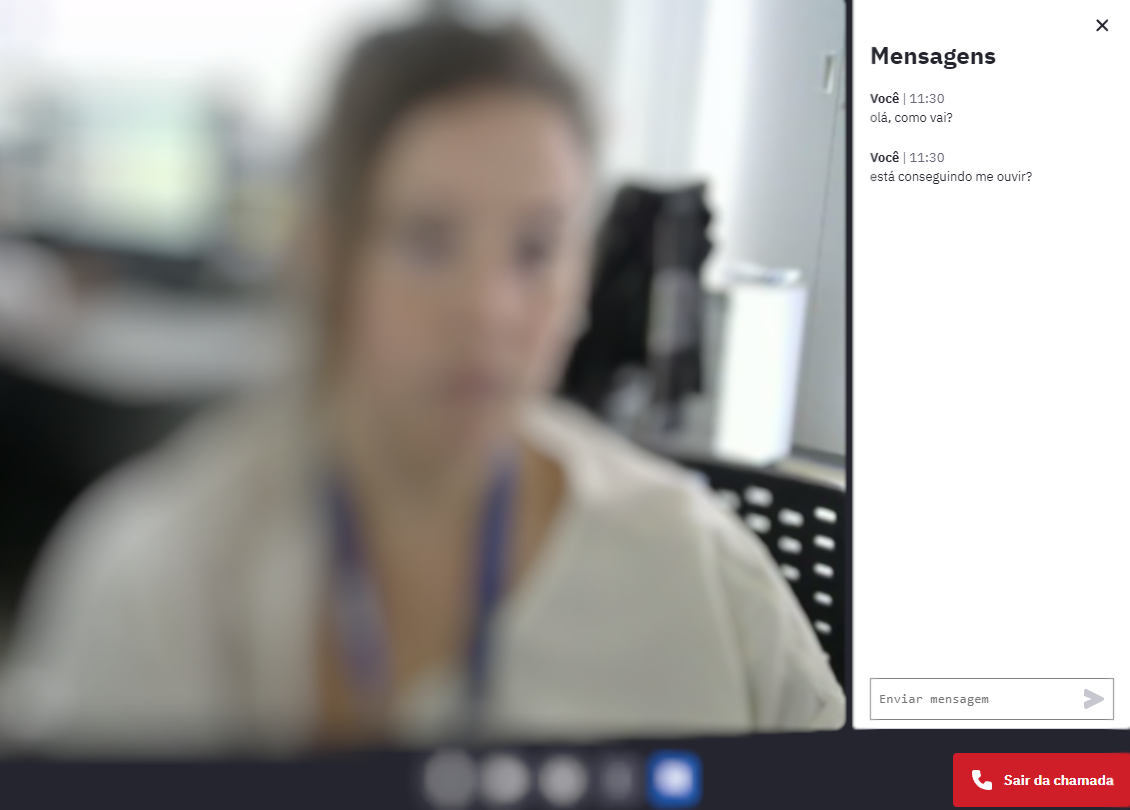 Mensagens
Você | 11:30
olá, como vai?
Você | 11:30
está conseguindo me ouvir?
Enviar mensagem
Sair da chamada